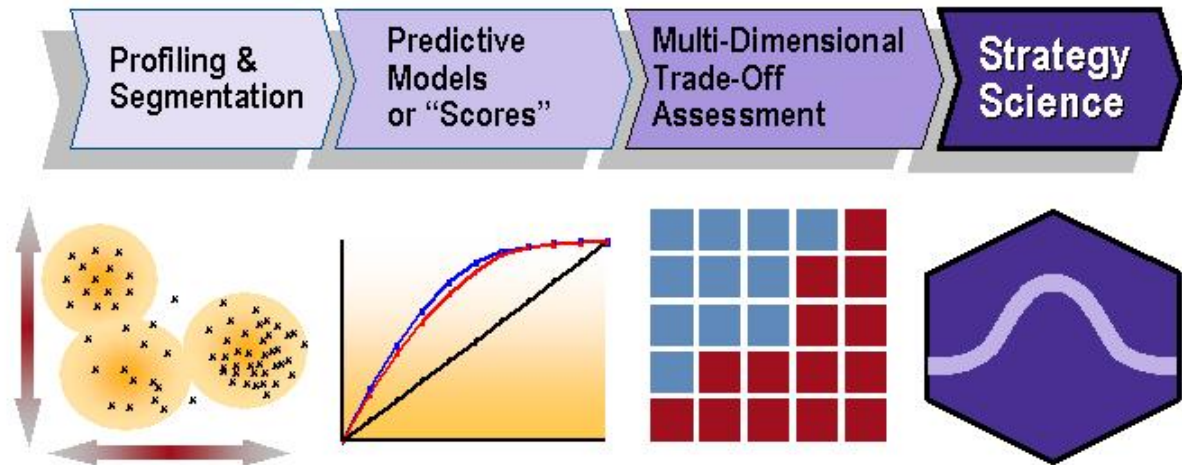 Profiling &
Segmentation
Predictive
Models
or “Scores”
Multi-Dimensional
Trade-Off
Assessment
Strategy
Science